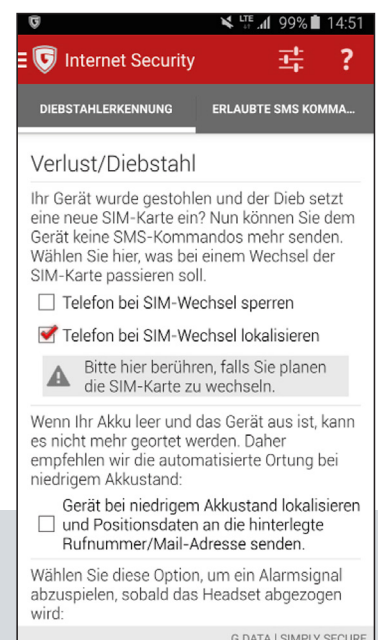 LTE 99% 14:51
Internet Security ?
DIEBSTAHLERKENNUNG ERLAUBTE SMS KOMMA...
Verlust/Diebstahl
Ihr Gerät wurde gestohlen und der Dieb setzt
eine neue SIM-Karte ein? Nun können Sie dem
Gerät keine SMS-Kommandos mehr senden.
Wählen Sie hier, was bei einem Wechsel der
SIM-Karte passieren soll.
Telefon bei SIM-Wechsel sperren
Telefon bei SIM-Wechsel lokalisieren
Bitte hier berühren, falls Sie planen
die SIM-Karte zu wechseln.
Wenn Ihr Akku leer und das Gerät aus ist, kann
es nicht mehr geortet werden. Daher
empfehlen wir die automatisierte Ortung bei
niedrigem Akkustand:
Gerät bei niedrigem Akkustand lokalisieren
und Positionsdaten an die hinterlegte
Rufnummer/Mail-Adresse senden.
Wählen Sie diese Option, um ein Alarmsignal
abzuspielen, sobald das Headset abgezogen
wird:
G DATA | SIMPLY SECURE